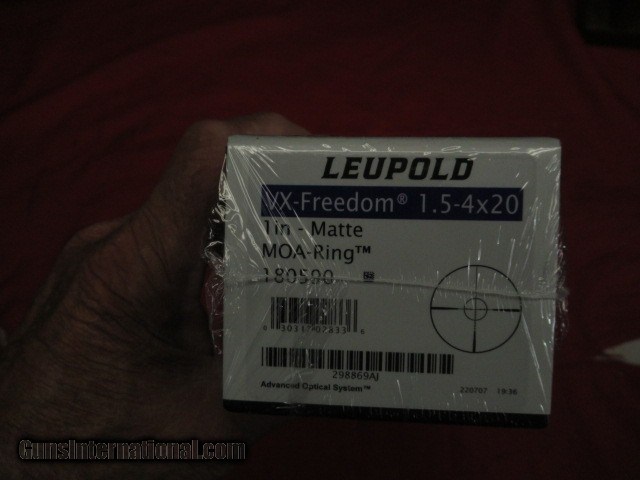 LEUPOLD
VX-Freedom® 1.5-4x20
1in - Matte
MOA-Ring™
180590
298869AJ
Advanced Optical System™
220707 19:36
GunsInternational.com